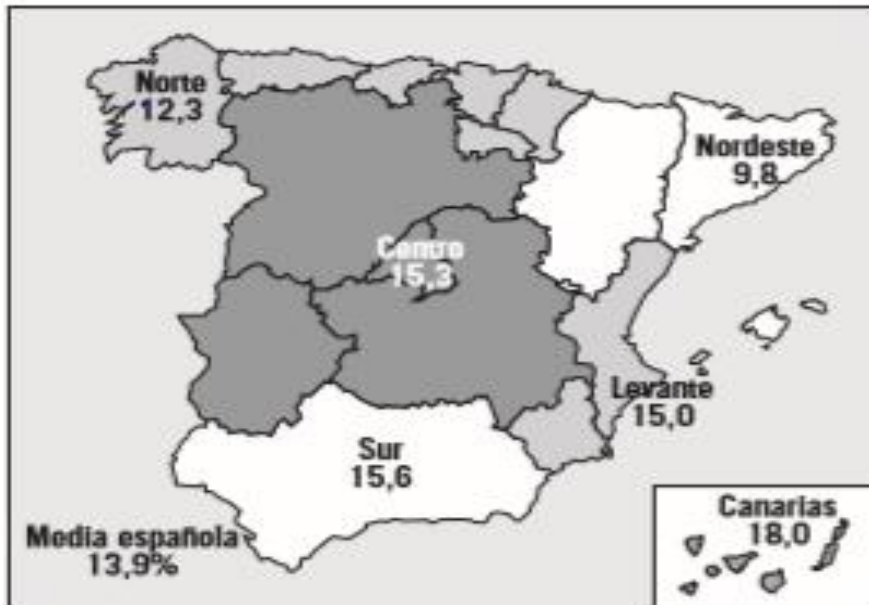 Norte
12,3
Nordeste
9,8
Centro
15,3
Levante
15,0
Sur
15,6
Media española
13,9%
Canarias
18,0